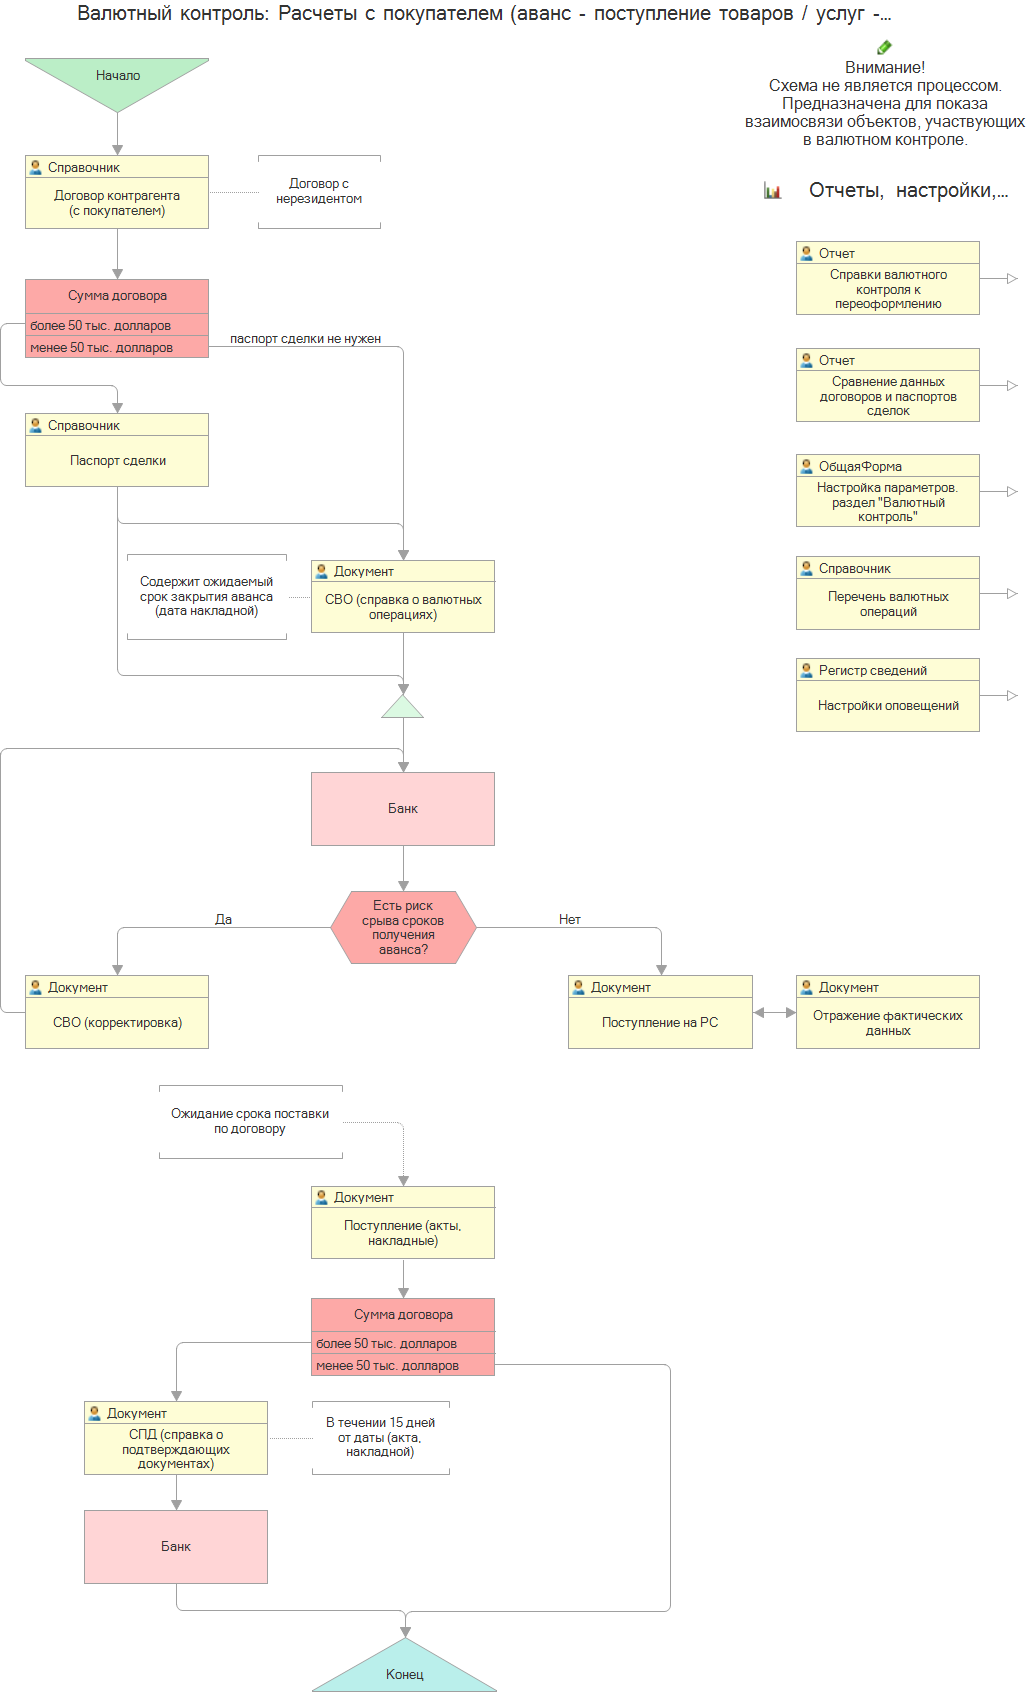 Валютный контроль: Расчеты с покупателем (аванс - поступление товаров / услуг -...
Внимание!
Схема не является процессом.
Предназначена для показа
взаимосвязи объектов, участвующих
в валютном контроле.
Начало
Справочник
Договор контрагента
(с покупателем)
Договор с
нерезидентом
Отчеты, настройки,...
Сумма договора
более 50 тыс. долларов
менее 50 тыс. долларов
паспорт сделки не нужен
Отчет
Справки валютного
контроля к
переоформлению
Отчет
Сравнение данных
договоров и паспортов
сделок
Справочник
Паспорт сделки
ОбщаяФорма
Настройка параметров.
раздел "Валютный
контроль"
Содержит ожидаемый
срок закрытия аванса
(дата накладной)
Документ
СВО (справка о валютных
операциях)
Справочник
Перечень валютных
операций
Регистр сведений
Настройки оповещений
Банк
Есть риск
срыва сроков
получения
аванса?
Да
Нет
Документ
СВО (корректировка)
Документ
Поступление на РС
Документ
Отражение фактических
данных
Ожидание срока поставки
по договору
Документ
Поступление (акты,
накладные)
Сумма договора
более 50 тыс. долларов
менее 50 тыс. долларов
Документ
СПД (справка о
подтверждающих
документах)
В течении 15 дней
от даты (акта,
накладной)
Банк
Конец